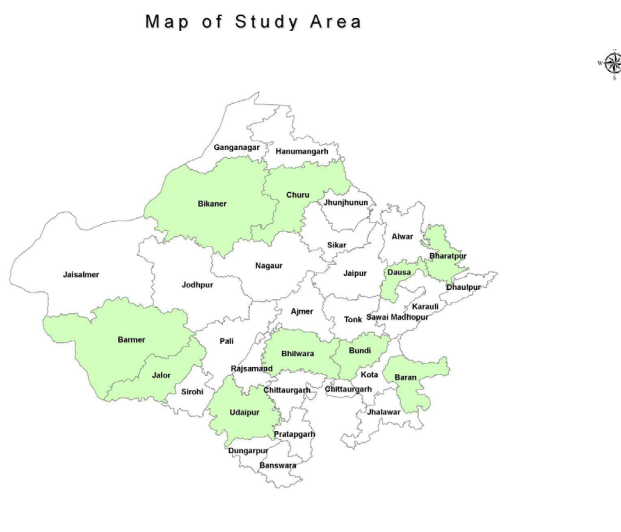 Map of Study Area
W
S
Ganganagar
Hanumangarh
Bikaner
Churu
Jhunjhunun
Sikar
Alwar
Bharatpur
Jaisalmer
Jodhpur
Nagaur
Jaipur
Dausa
Dhaulpur
Karauli
Ajmer
Tonk
Sawai Madhopur
Barmer
Pali
Bhilwara
Bundi
Rajsamand
Jalor
Kota
Baran
Sirohi
Chittaurgarh
Chittaurgarh
Udaipur
Jhalawar
Pratapgarh
Dungarpur
Banswara